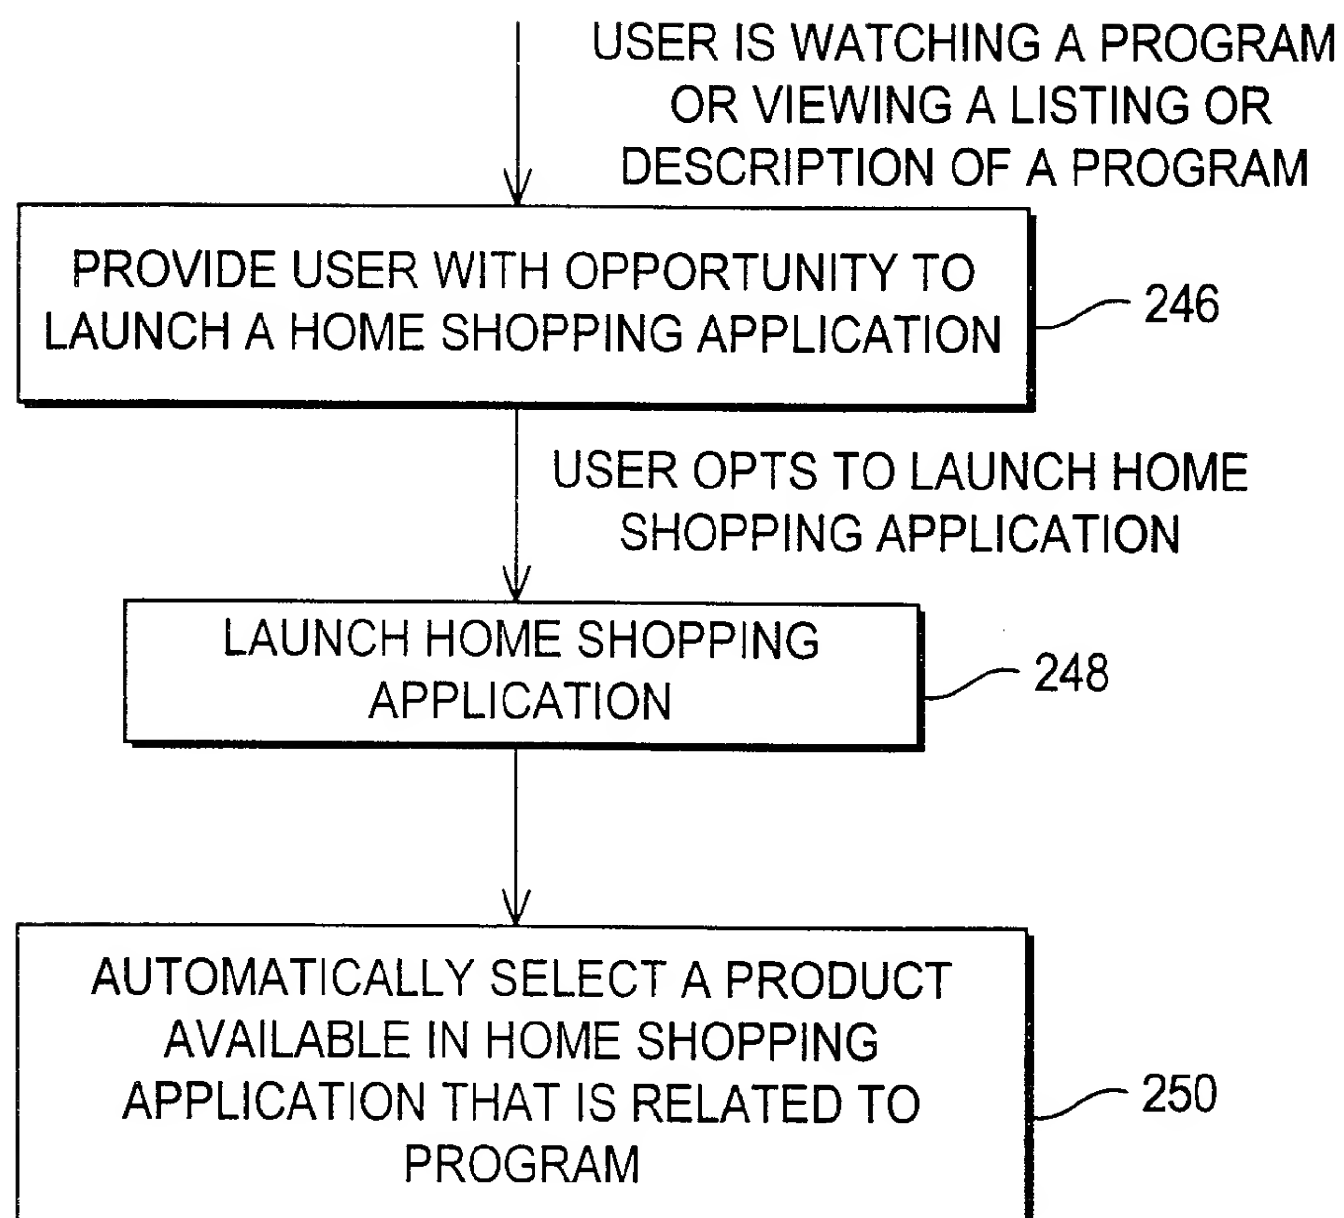 USER IS WATCHING A PROGRAM
OR VIEWING A LISTING OR
DESCRIPTION OF A PROGRAM
PROVIDE USER WITH OPPORTUNITY TO
LAUNCH A HOME SHOPPING APPLICATION
246
USER OPTS TO LAUNCH HOME
SHOPPING APPLICATION
LAUNCH HOME SHOPPING
APPLICATION
248
AUTOMATICALLY SELECT A PRODUCT
AVAILABLE IN HOME SHOPPING
APPLICATION THAT IS RELATED TO
PROGRAM
250